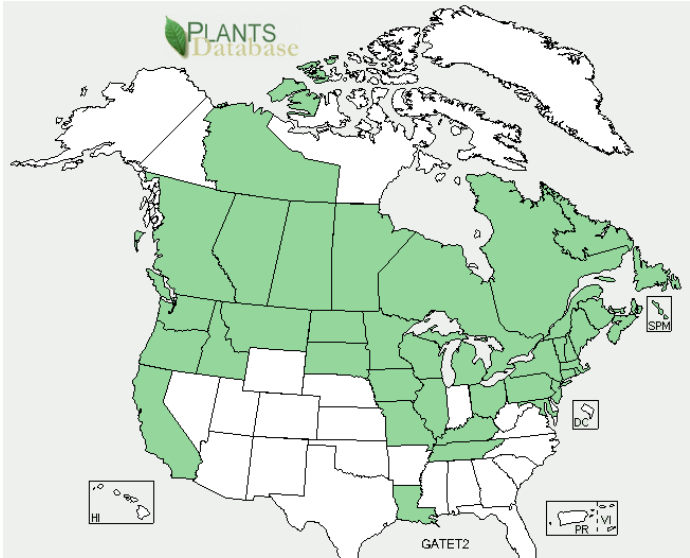 PLANTS
Database
SPM
DC
HI
PR
VI
GATET2